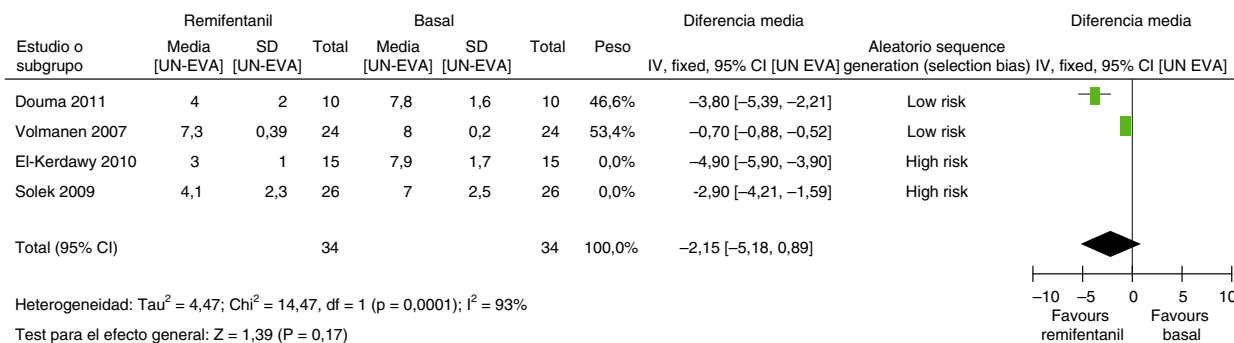 Remifentanil Basal Diferencia media Diferencia media
Estudio o subgrupo Media [UN-EVA] SD [UN-EVA] Total Media [UN-EVA] SD [UN-EVA] Total Peso IV, fixed, 95% CI [UN EVA] Aleatorio sequence generation (selection bias) IV, fixed, 95% CI [UN EVA]
Douma 2011 4 2 10 7,8 1,6 10 46,6% –3,80 [–5,39, –2,21] Low risk
Volmanen 2007 7,3 0,39 24 8 0,2 24 53,4% –0,70 [–0,88, –0,52] Low risk
El-Kerdawy 2010 3 1 15 7,9 1,7 15 0,0% –4,90 [–5,90, –3,90] High risk
Solek 2009 4,1 2,3 26 7 2,5 26 0,0% -2,90 [–4,21, –1,59] High risk
Total (95% CI) 34 34 100,0% –2,15 [–5,18, 0,89]
Heterogeneidad: Tau² = 4,47; Chi² = 14,47, df = 1 (p = 0,0001); I² = 93%
Test para el efecto general: Z = 1,39 (P = 0,17)
–10 –5 0 5 10
Favours remifentanil Favours basal